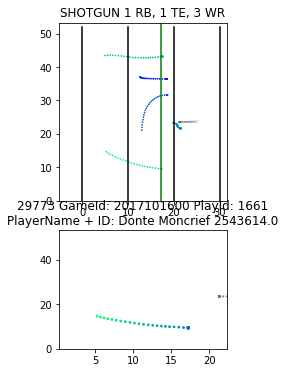 SHOTGUN 1 RB, 1 TE, 3 WR
50
40
30
20
10
0
0 10 20 30
29773 GameId: 2017101600 PlayId: 1661
PlayerName + ID: Donte Moncrief 2543614.0
40
20
0
5 10 15 20